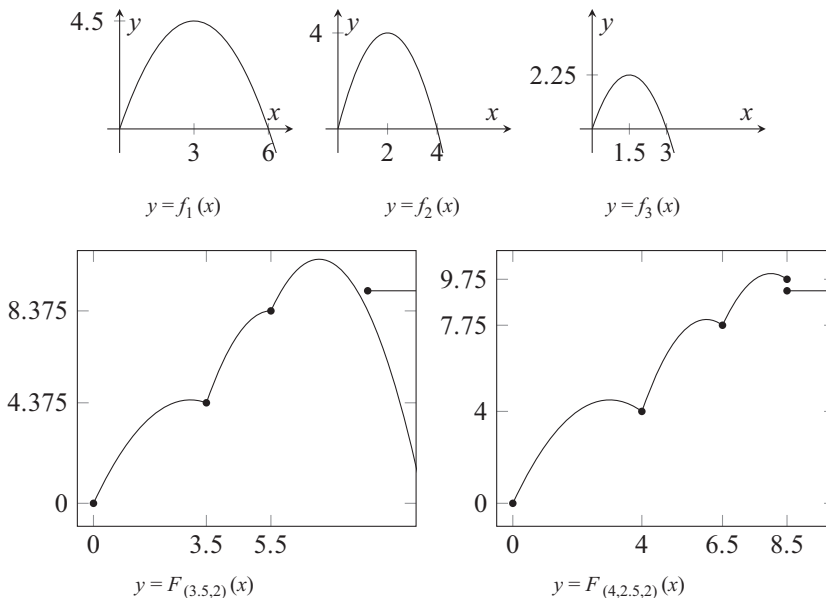 4.5 y x 3 6
4 y x 2 4
2.25 y x 1.5 3
y = f₁(x)
y = f₂(x)
y = f₃(x)
8.375
4.375
0
0 3.5 5.5
y = F₍₃.₅,₂₎(x)
9.75
7.75
4
0
0 4 6.5 8.5
y = F₍₄,₂.₅,₂₎(x)